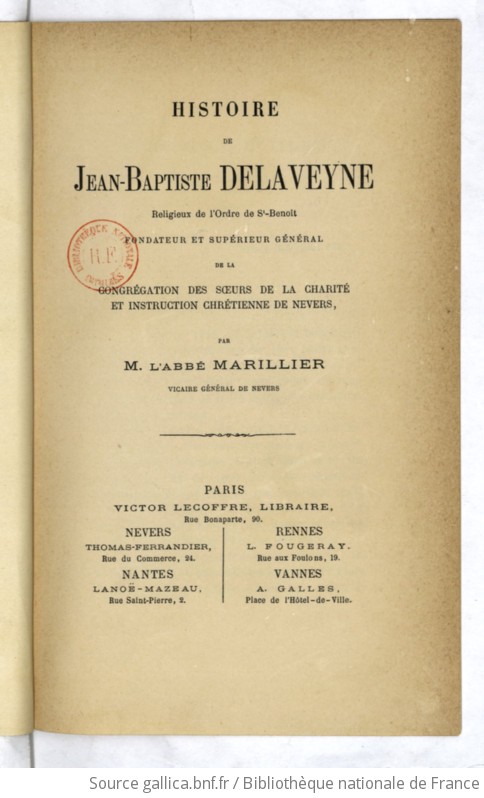 HISTOIRE
DE
JEAN-BAPTISTE DELAVEYNE
Religieux de l'Ordre de St-Benoît
FONDATEUR ET SUPÉRIEUR GÉNÉRAL
DE LA
CONGRÉGATION DES SŒURS DE LA CHARITÉ
ET INSTRUCTION CHRÉTIENNE DE NEVERS,
PAR
M. L'ABBÉ MARILLIER
VICAIRE GÉNÉRAL DE NEVERS
BIBLIOTHÈQUE NATIONALE
R.F.
PARIS
VICTOR LECOFFRE, LIBRAIRE,
Rue Bonaparte, 90.
NEVERS
THOMAS-FERRANDIER,
Rue du Commerce, 24.
NANTES
LANOË-MAZEAU,
Rue Saint-Pierre, 2.
RENNES
L. FOUGERAY.
Rue aux Foulons, 19.
VANNES
A. GALLES,
Place de l'Hôtel-de-Ville.
Source gallica.bnf.fr / Bibliothèque nationale de France